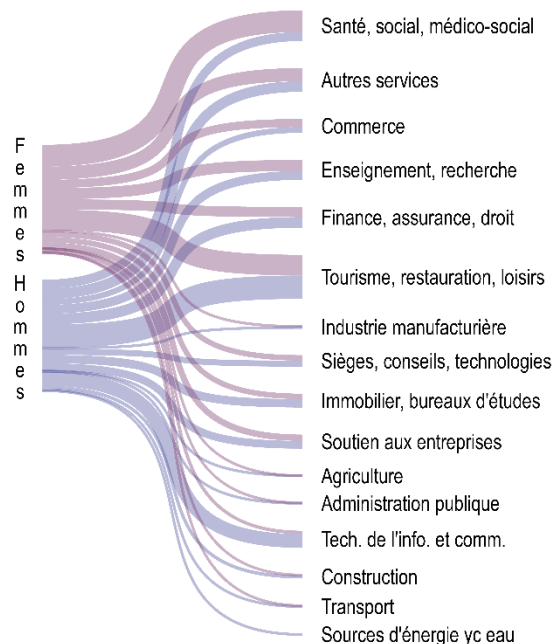 Santé, social, médico-social
Autres services
Commerce
Enseignement, recherche
Finance, assurance, droit
Tourisme, restauration, loisirs
Industrie manufacturière
Sièges, conseils, technologies
Immobilier, bureaux d'études
Soutien aux entreprises
Agriculture
Administration publique
Tech. de l'info. et comm.
Construction
Transport
Sources d'énergie yc eau
Femmes
Hommes